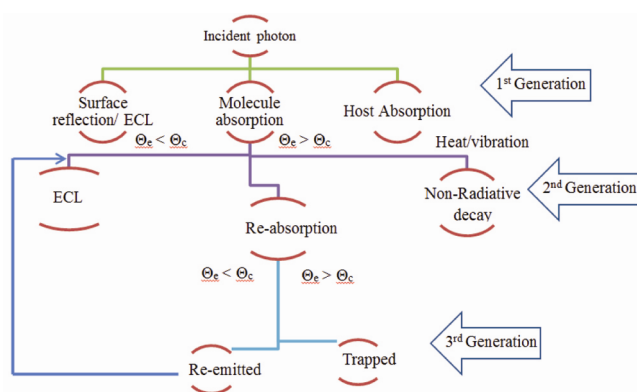 Incident photon
1st Generation
Surface
reflection/ ECL
Molecule
absorption
Host Absorption
Θe < Θc
Θe > Θc
Heat/vibration
ECL
Non-Radiative
decay
2nd Generation
Re-absorption
Θe < Θc
Θe > Θc
3rd Generation
Re-emitted
Trapped